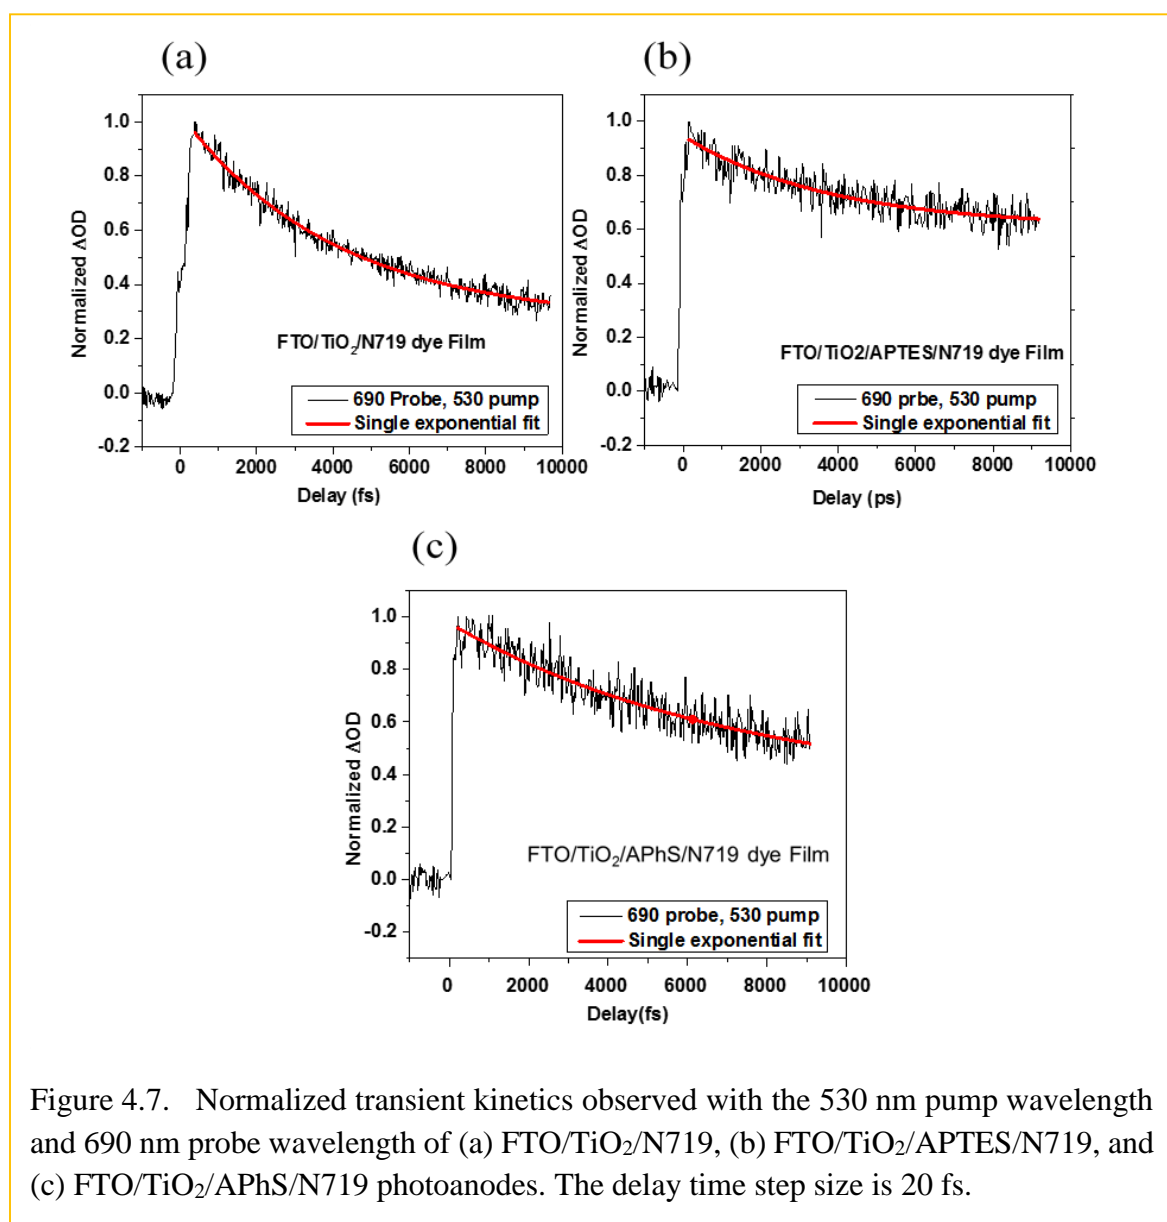 (a)
1.0
0.8
0.6
0.4
0.2
0.0
-0.2
Normalized ΔOD
FTO/TiO₂/N719 dye Film
690 Probe, 530 pump
Single exponential fit
0 2000 4000 6000 8000 10000
Delay (fs)
(b)
1.0
0.8
0.6
0.4
0.2
0.0
-0.2
Normalized ΔOD
FTO/TiO2/APTES/N719 dye Film
690 prbe, 530 pump
Single exponential fit
0 2000 4000 6000 8000 10000
Delay (ps)
(c)
1.0
0.8
0.6
0.4
0.2
0.0
-0.2
Normalized ΔOD
FTO/TiO₂/APhS/N719 dye Film
690 probe, 530 pump
Single exponential fit
0 2000 4000 6000 8000 10000
Delay(fs)
Figure 4.7. Normalized transient kinetics observed with the 530 nm pump wavelength
and 690 nm probe wavelength of (a) FTO/TiO₂/N719, (b) FTO/TiO₂/APTES/N719, and
(c) FTO/TiO₂/APhS/N719 photoanodes. The delay time step size is 20 fs.